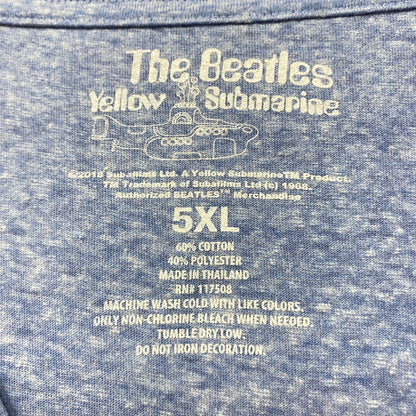 The Beatles
Yellow Submarine
©2018 Subafilms Ltd. A Yellow Submarine™ Product.
TM Trademark of Subafilms Ltd (c) 1968.
Authorized BEATLES™ Merchandise
5XL
60% COTTON
40% POLYESTER
MADE IN THAILAND
RN# 117508
MACHINE WASH COLD WITH LIKE COLORS.
ONLY NON-CHLORINE BLEACH WHEN NEEDED.
TUMBLE DRY LOW.
DO NOT IRON DECORATION.